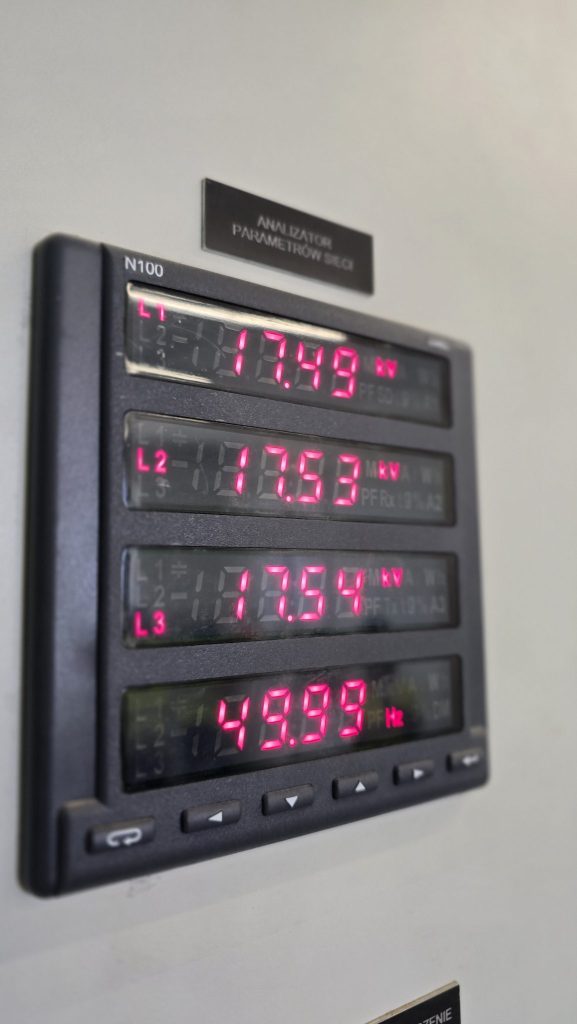 ANALIZATOR
PARAMETRÓW SIECI
N100
L1 17.49 kV
L2 17.53 kV
L3 17.54 kV
49.99 Hz